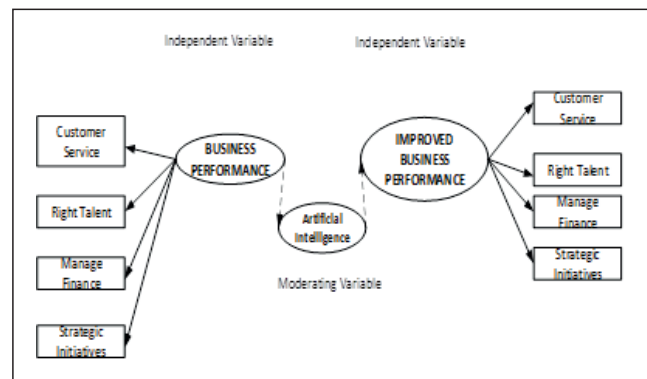 Independent Variable
Independent Variable
Customer
Service
Right Talent
Manage
Finance
Strategic
Initiatives
BUSINESS
PERFORMANCE
Artificial
Intelligence
Moderating Variable
IMPROVED
BUSINESS
PERFORMANCE
Customer
Service
Right Talent
Manage
Finance
Strategic
Initiatives